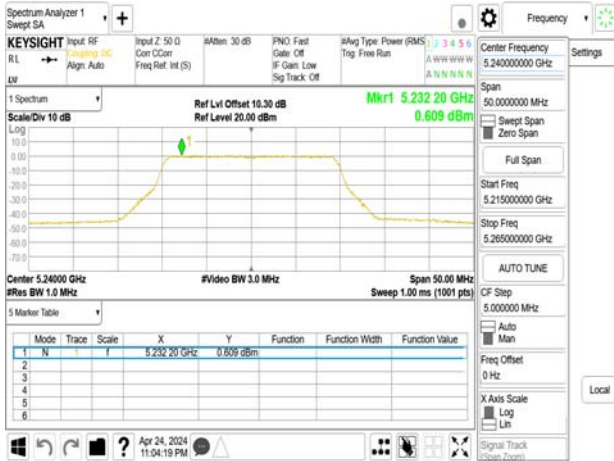 Spectrum Analyzer 1
Swept SA
+
Frequency
KEYSIGHT Input: RF
RL
Coupling: DC
Align: Auto
LXI
Input Z: 50 Ω
Corr CCorr
Freq Ref: Int (S)
#Atten: 30 dB
PNO: Fast
Gate: Off
IF Gain: Low
Sig Track: Off
#Avg Type: Power (RMS
Trig: Free Run
1 2 3 4 5 6
A W W W W W
A N N N N N
Settings
Center Frequency
5.240000000 GHz
Span
50.0000000 MHz
Swept Span
Zero Span
Full Span
Start Freq
5.215000000 GHz
Stop Freq
5.265000000 GHz
AUTO TUNE
CF Step
5.000000 MHz
Auto
Man
Freq Offset
0 Hz
X Axis Scale
Log
Lin
Signal Track
(Span Zoom)
Local
1 Spectrum
Scale/Div 10 dB
Ref Lvl Offset 10.30 dB
Ref Level 20.00 dBm
Mkr1 5.232 20 GHz
0.609 dBm
Log
10.0
0.00
-10.0
-20.0
-30.0
-40.0
-50.0
-60.0
-70.0
1
Center 5.24000 GHz
#Res BW 1.0 MHz
#Video BW 3.0 MHz
Span 50.00 MHz
Sweep 1.00 ms (1001 pts)
5 Marker Table
Mode Trace Scale X Y Function Function Width Function Value
1 N 1 f 5.232 20 GHz 0.609 dBm
2
3
4
5
6
?
Apr 24, 2024
11:04:19 PM